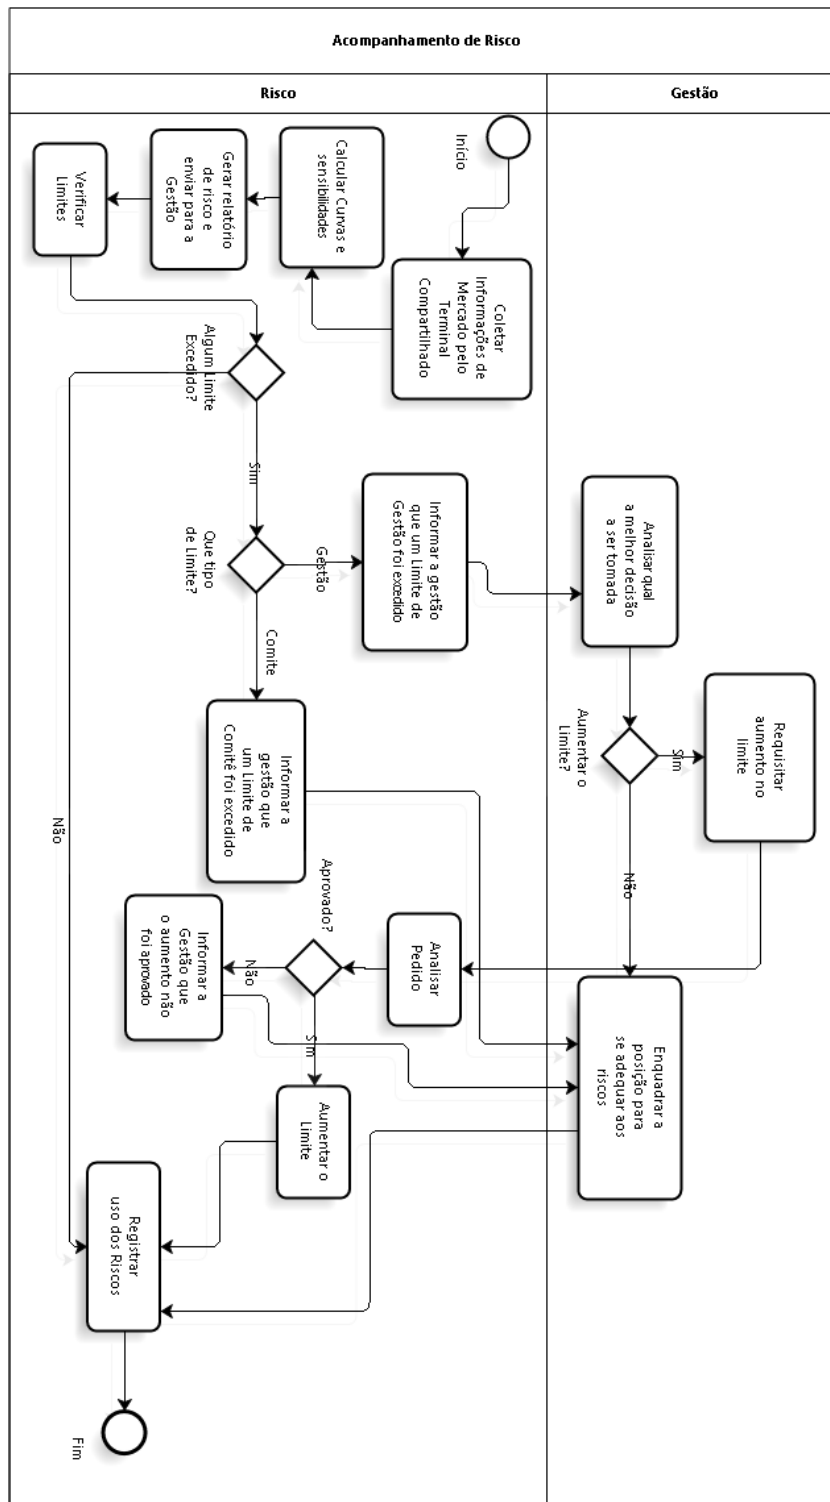 Acompanhamento de Risco
Risco
Gestão
Início
Coletar
Informações de
Mercado pelo
Terminal
Compartilhado
Calcular Curvas e
sensibilidades
Gerar relatório
de risco e
enviar para a
Gestão
Verificar
Limites
Algum Limite
Excedido?
Sim
Não
Que tipo
de Limite?
Gestão
Comite
Informar a gestão
que um Limite de
Gestão foi excedido
Informar a
gestão que
um Limite de
Comitê foi excedido
Analisar qual
a melhor decisão
a ser tomada
Aumentar o
Limite?
Sim
Não
Requisitar
aumento no
limite
Analisar
Pedido
Aprovado?
Não
Sim
Informar a
Gestão que
o aumento não
foi aprovado
Aumentar o
Limite
Enquadrar a
posição para
se adequar aos
riscos
Registrar
uso dos Riscos
Fim